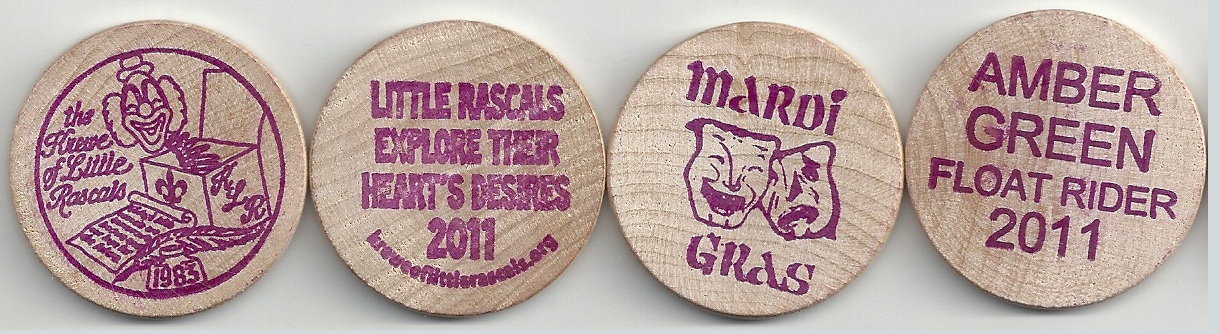 the
Krewe
of Little
Rascals
K
L
R
1983
LITTLE RASCALS
EXPLORE THEIR
HEART'S DESIRES
2011
kreweoflittlerascals.org
MARDI
GRAS
AMBER
GREEN
FLOAT RIDER
2011